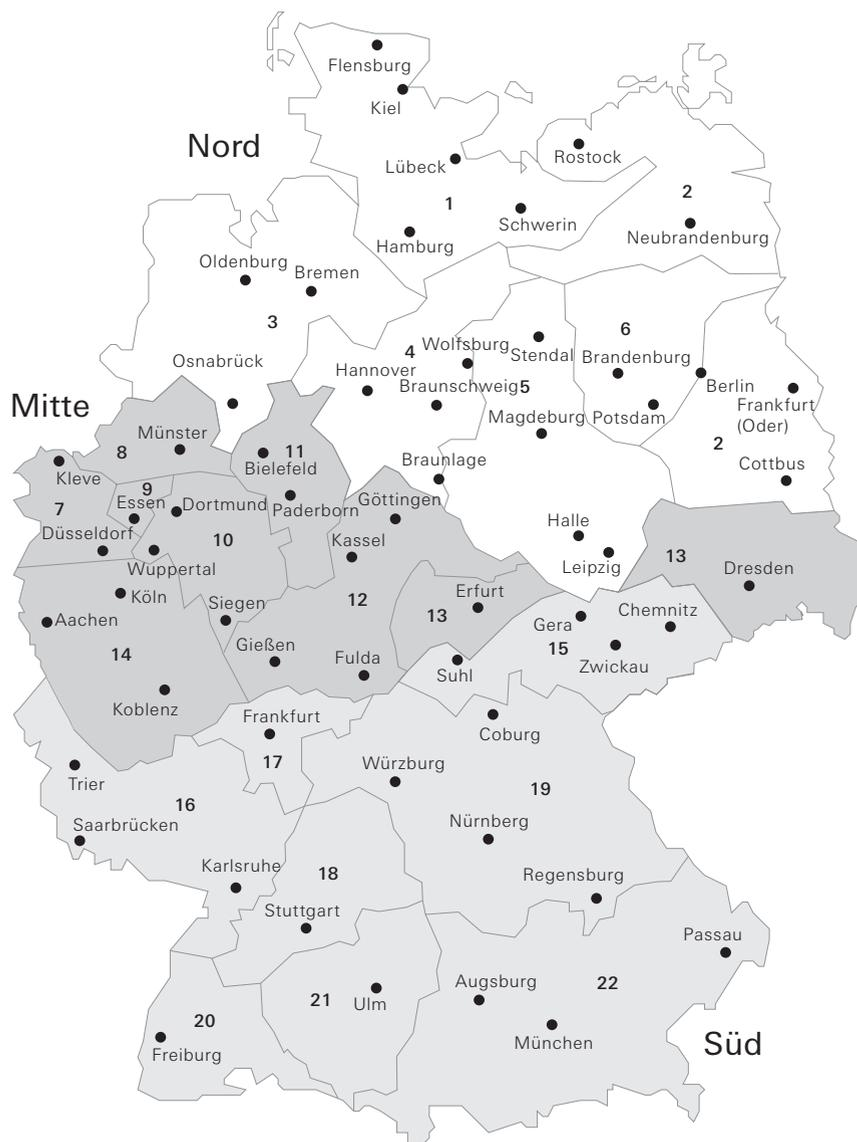 Flensburg
Kiel
Nord
Rostock
Lübeck
2
1
Schwerin
Neubrandenburg
Hamburg
Oldenburg
Bremen
3
6
Wolfsburg
4
Stendal
Osnabrück
Hannover
Brandenburg
Braunschweig
5
Berlin
Mitte
Frankfurt
(Oder)
Magdeburg
Potsdam
Münster
11
2
8
Braunlage
Bielefeld
Cottbus
Kleve
9
Göttingen
7
Essen
Dortmund
Paderborn
Halle
Düsseldorf
10
Kassel
13
Leipzig
Wuppertal
Dresden
Köln
Erfurt
Siegen
12
Chemnitz
Aachen
13
Gera
Gießen
15
14
Fulda
Zwickau
Suhl
Koblenz
Frankfurt
Coburg
17
Würzburg
Trier
19
16
Saarbrücken
Nürnberg
Karlsruhe
18
Regensburg
Stuttgart
Passau
Augsburg
22
21
Ulm
20
München
Süd
Freiburg